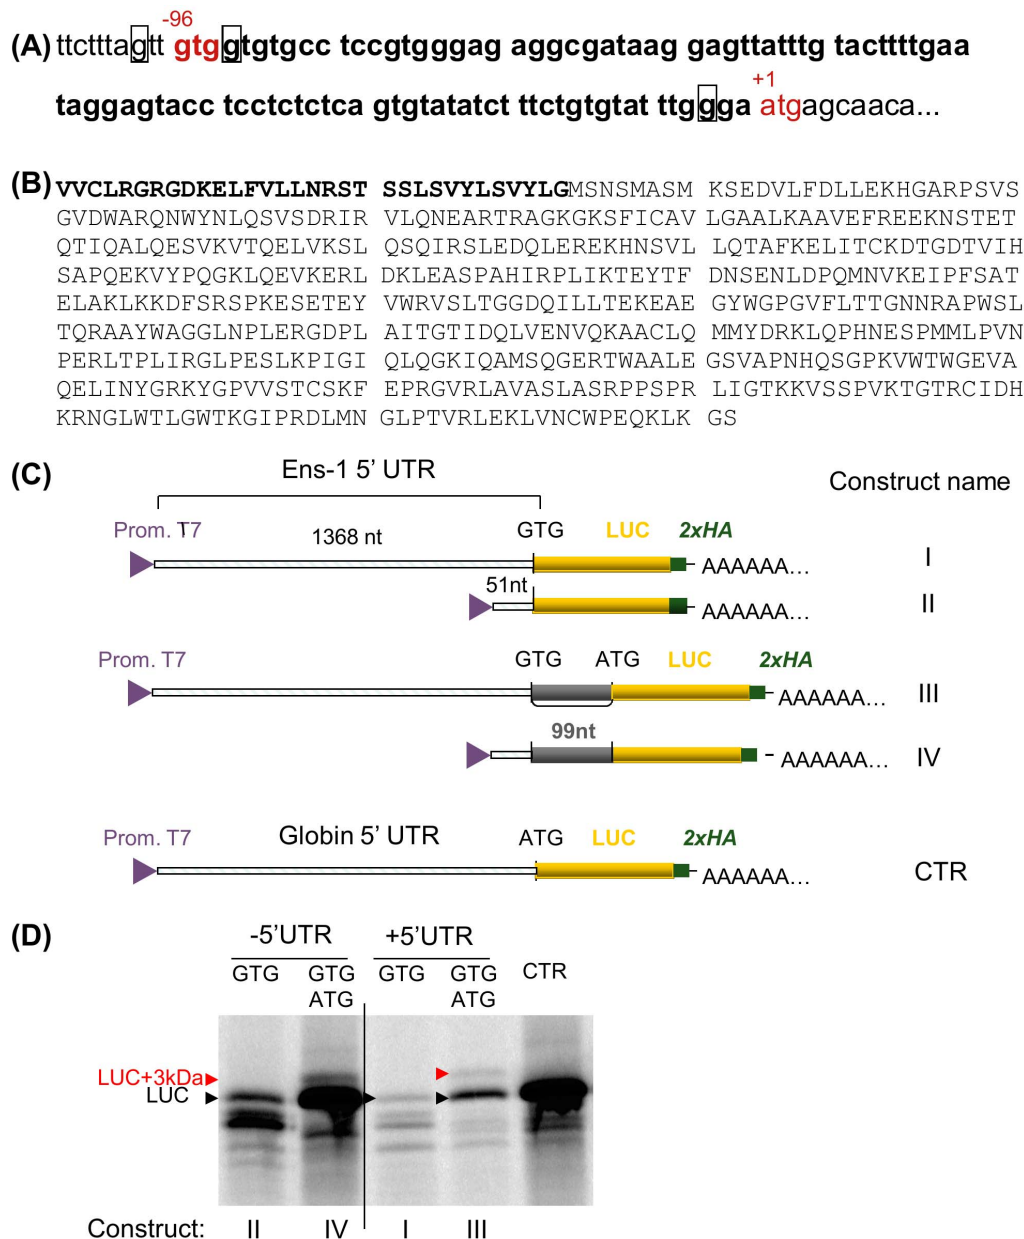 -96
(A) ttctttagtt gtggtgtgcc tccgtgggag aggcgataag gagttatttg tacttttgaa
+1
taggagtacc tcctctctca gtgtatatct ttctgtgtat ttgggga atgagcaaca...
(B) VVCLRGRGDKELFVLLNRST SSLSVYLSVYLGMSNSMASM KSEDVLFDLLEKHGARPSVS
GVDWARQNWYNLQSVSDRIR VLQNEARTRAGKGKSFICAV LGAALKAAVEFREEKNSTET
QTIQALQESVKVTQELVKSL QSQIRSLEDQLEREKHNSVL LQTAFKELITCKDTGDTVIH
SAPQEKVYPQGKLQEVKERL DKLEASPAHIRPLIKTEYTF DNSENLDPQMNVKEIPFSAT
ELAKLKKDFSRSPKESETEY VWRVSLTGGDQILLTEKEAE GYWGPGVFLTTGNNRAPWSL
TQRAAYWAGGLNPLERGDPL AITGTIDQLVENVQKAACLQ MMYDRKLQPHNESPMMLPVN
PERLTPLIRGLPESLKPIGI QLQGKIQAMSQGERTWAALE GSVAPNHQSGPKVWTWGEVA
QELINYGRKYGPVVSTCSKF EPRGVRLAVASLASRPPSPR LIGTKKVSSPVKTGTRCIDH
KRNGLWTLGWTKGIPRDLMN GLPTVRLEKLVNCWPEQKLK GS
(C) Ens-1 5' UTR Construct name
Prom. T7 1368 nt GTG LUC 2xHA
AAAAAA... I
51nt
AAAAAA... II
Prom. T7 GTG ATG LUC 2xHA
AAAAAA... III
99nt
AAAAAA... IV
Prom. T7 Globin 5' UTR ATG LUC 2xHA
AAAAAA... CTR
(D) -5'UTR +5'UTR
GTG GTG GTG GTG CTR
ATG ATG
LUC+3kDa
LUC
Construct: II IV I III